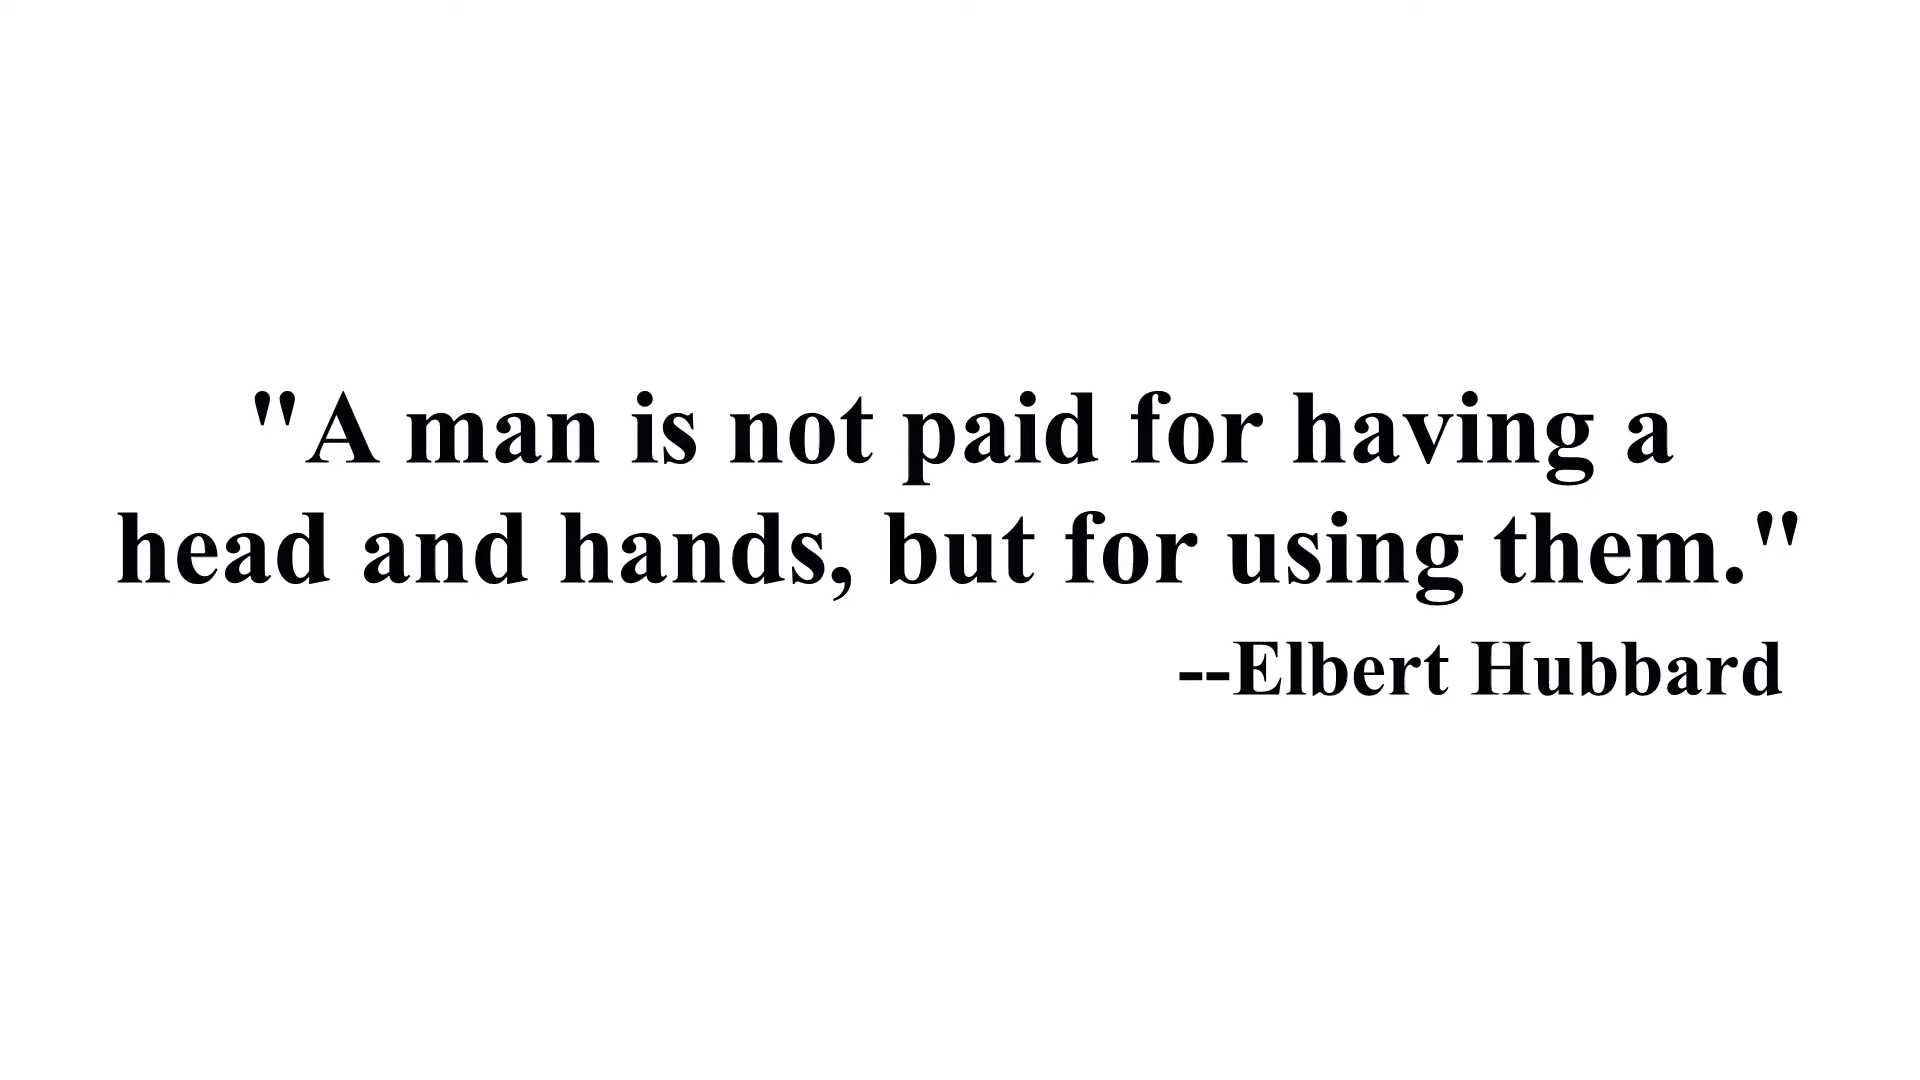 "A man is not paid for having a
head and hands, but for using them."
--Elbert Hubbard